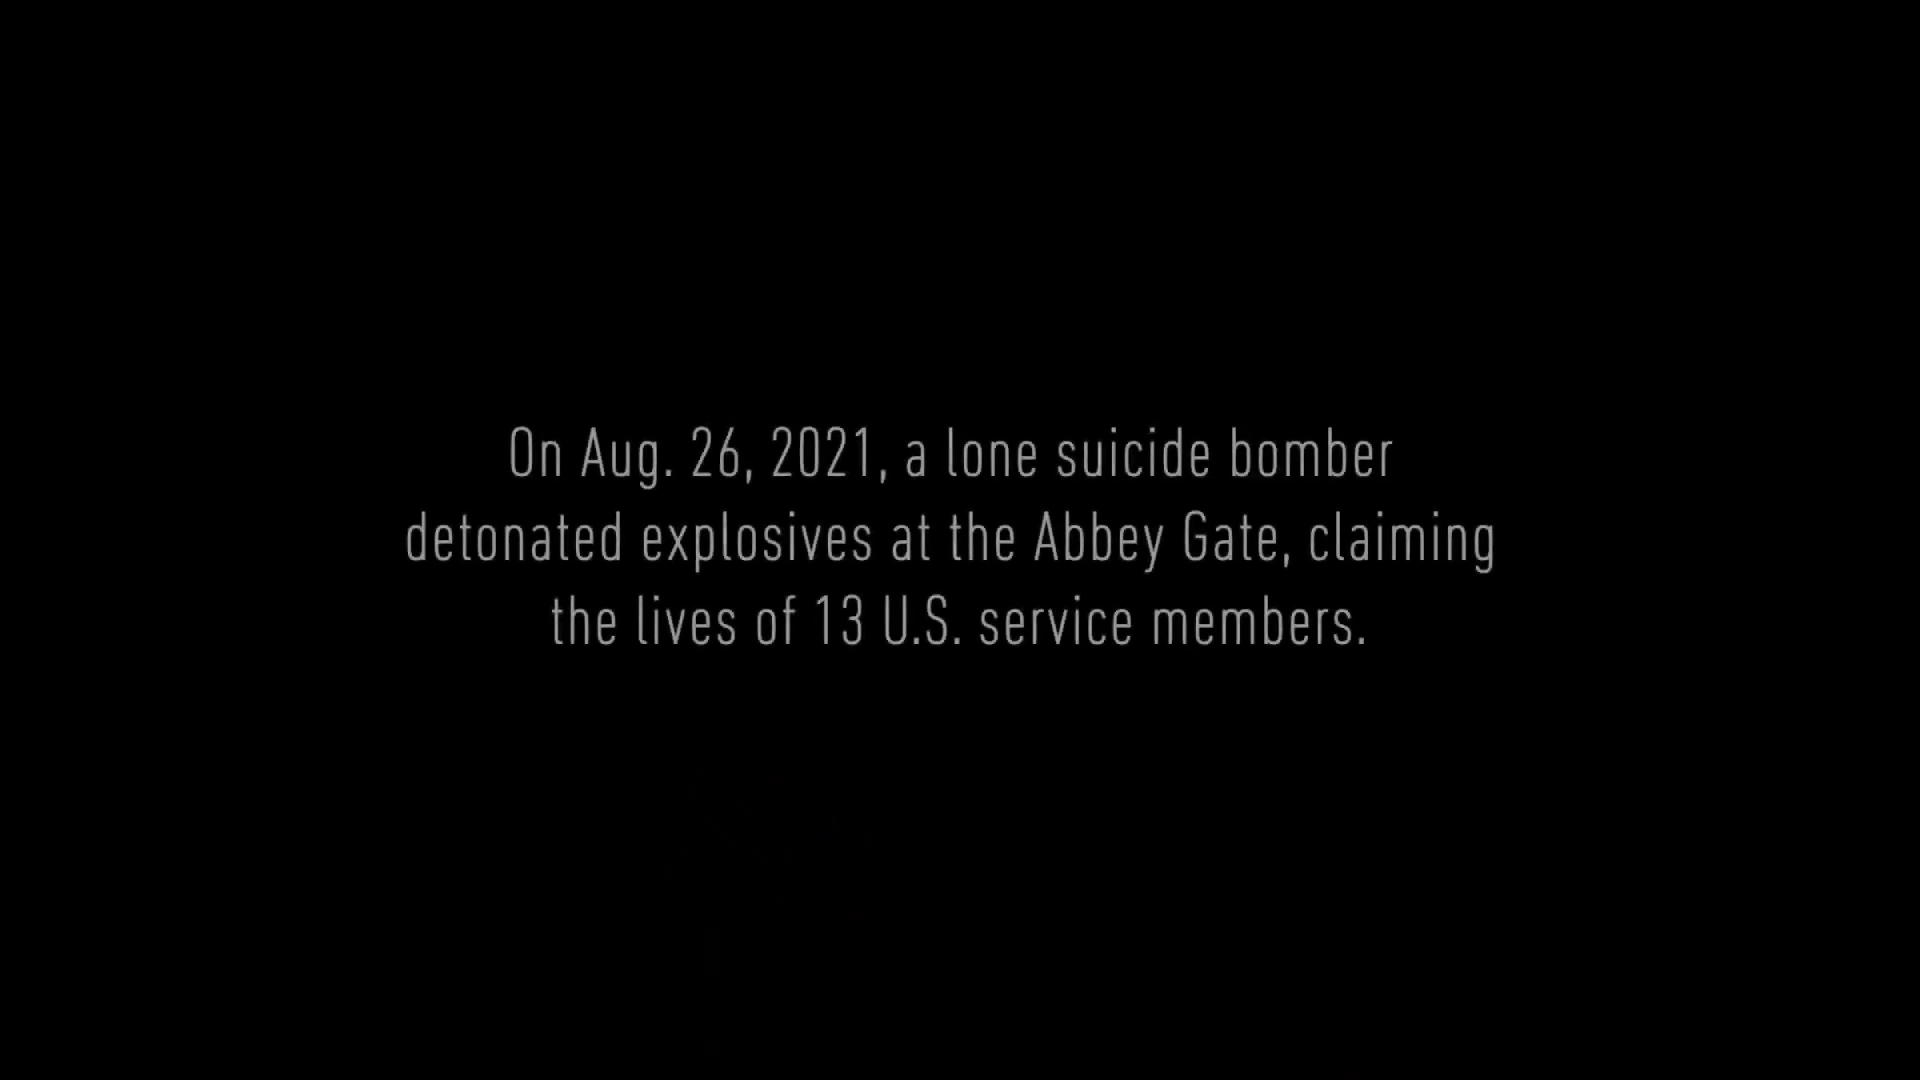 On Aug. 26, 2021, a lone suicide bomber
detonated explosives at the Abbey Gate, claiming
the lives of 13 U.S. service members.